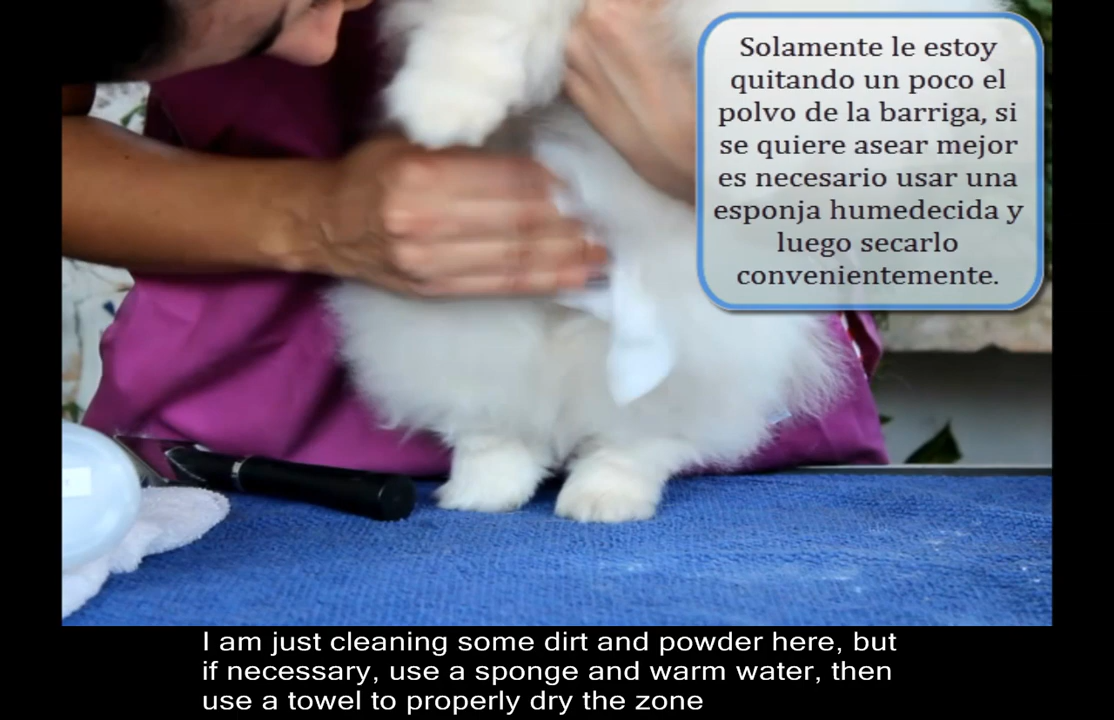 Solamente le estoy
quitando un poco el
polvo de la barriga, si
se quiere asear mejor
es necesario usar una
esponja humedecida y
luego secarlo
convenientemente.
I am just cleaning some dirt and powder here, but
if necessary, use a sponge and warm water, then
use a towel to properly dry the zone